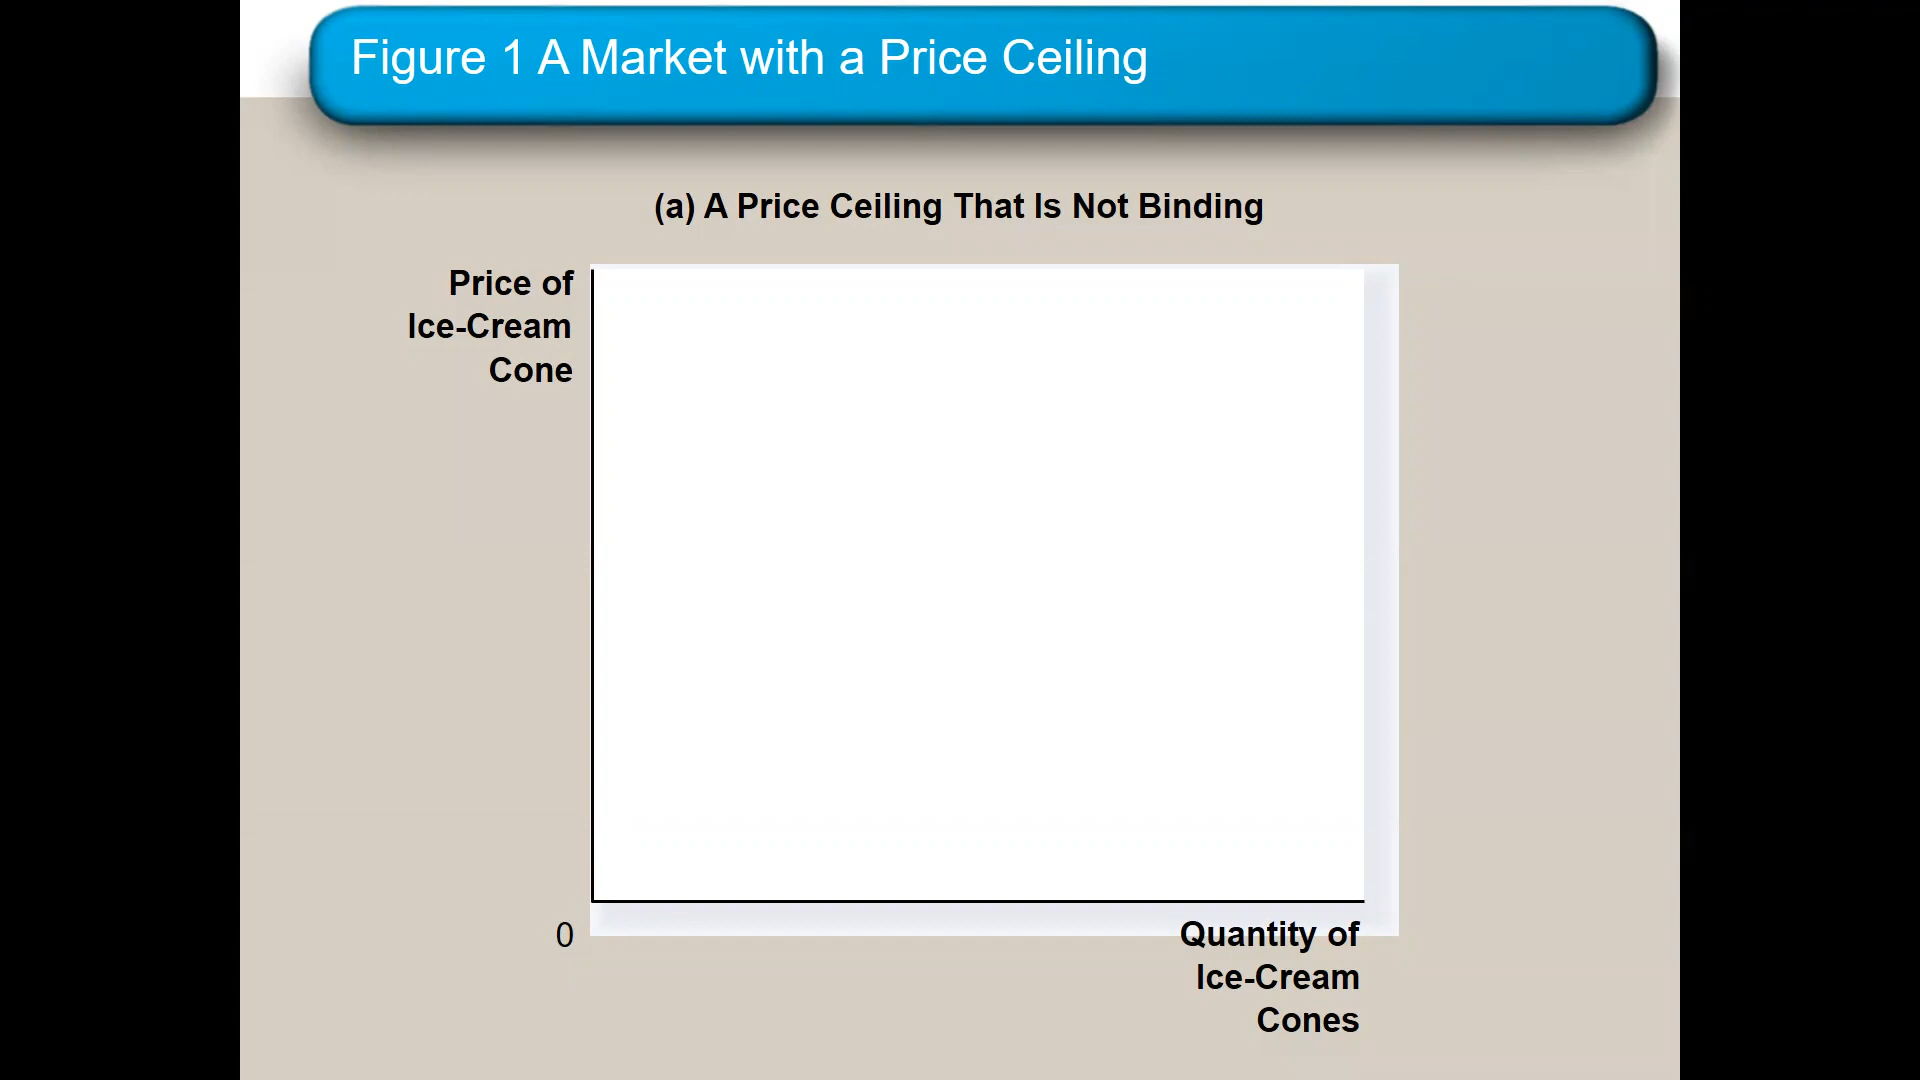 Figure 1 A Market with a Price Ceiling
(a) A Price Ceiling That Is Not Binding
Price of
Ice-Cream
Cone
0
Quantity of
Ice-Cream
Cones